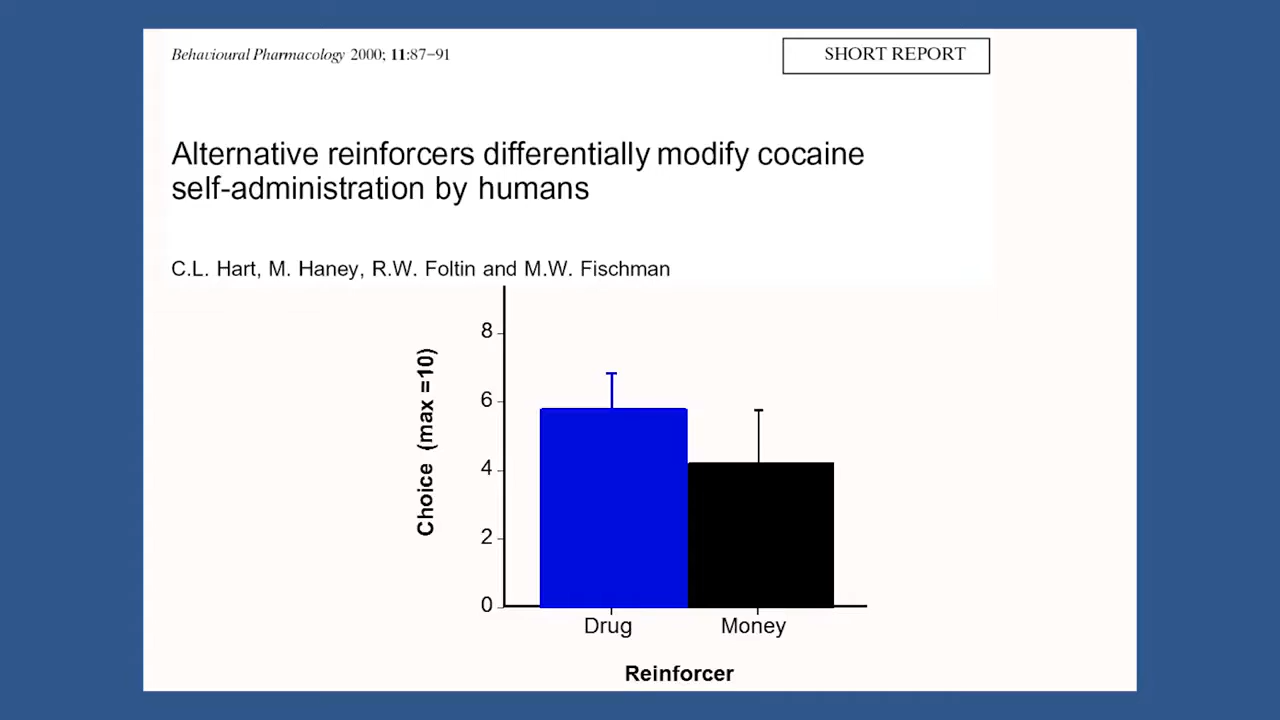 Behavioural Pharmacology 2000; 11:87–91
SHORT REPORT
Alternative reinforcers differentially modify cocaine
self-administration by humans
C.L. Hart, M. Haney, R.W. Foltin and M.W. Fischman
Choice (max =10)
8
6
4
2
0
Drug
Money
Reinforcer